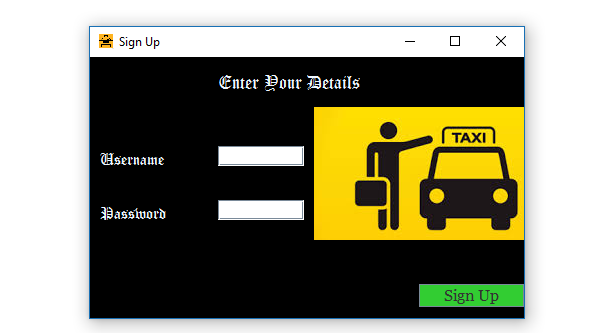 Sign Up
Enter Your Details
TAXI
Username
Password
Sign Up